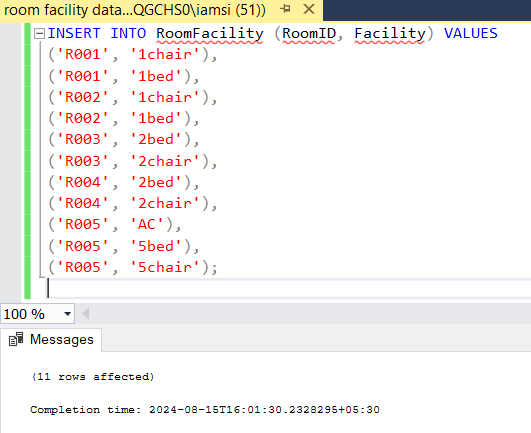 room facility data...QGCHS0\iamsi (51))
INSERT INTO RoomFacility (RoomID, Facility) VALUES
('R001', '1chair'),
('R001', '1bed'),
('R002', '1chair'),
('R002', '1bed'),
('R003', '2bed'),
('R003', '2chair'),
('R004', '2bed'),
('R004', '2chair'),
('R005', 'AC'),
('R005', '5bed'),
('R005', '5chair');
100 %
Messages
(11 rows affected)
Completion time: 2024-08-15T16:01:30.2328295+05:30